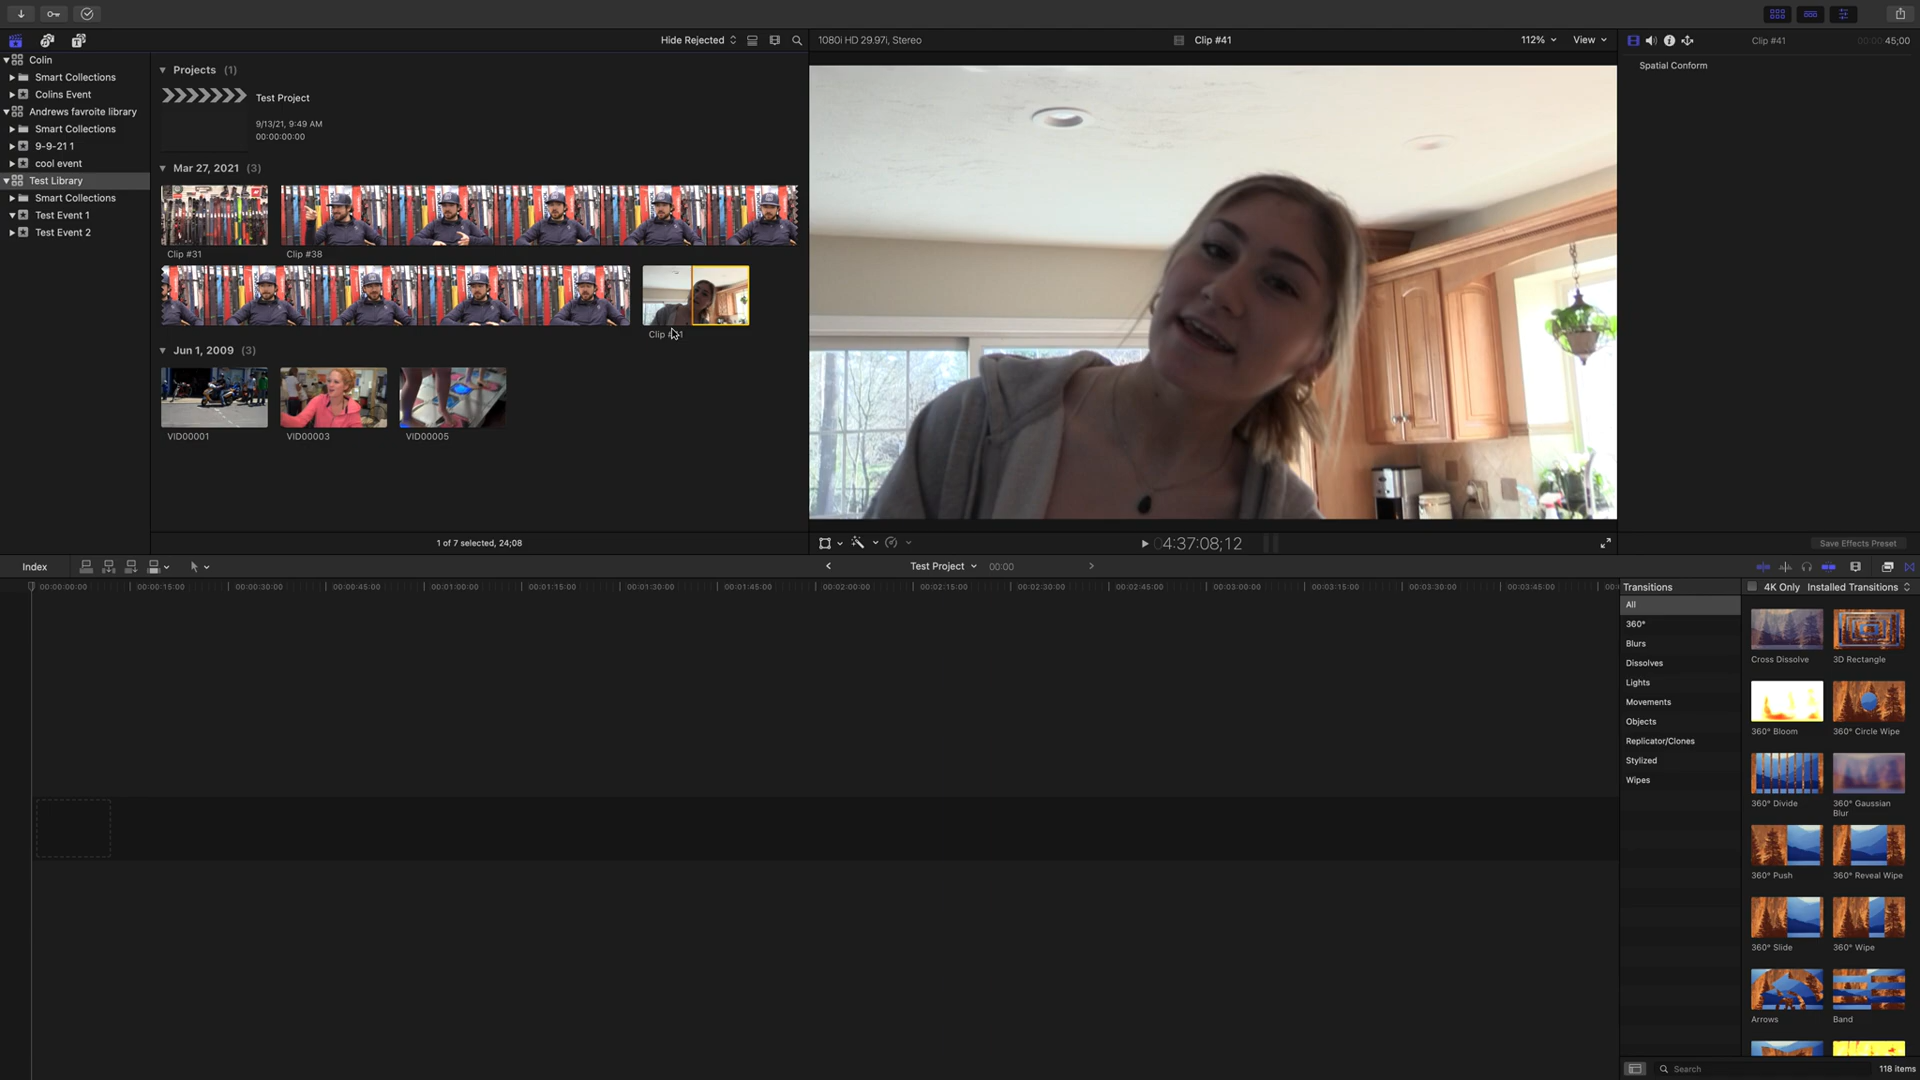 Hide Rejected
1080i HD 29.97i, Stereo
Clip #41
112%
View
Clip #41
45;00
Colin
Smart Collections
Colins Event
Andrews favroite library
Smart Collections
9-9-21 1
cool event
Test Library
Smart Collections
Test Event 1
Test Event 2
Projects (1)
Test Project
9/13/21, 9:49 AM
00:00:00:00
Mar 27, 2021 (3)
Clip #31
Clip #38
Clip
Jun 1, 2009 (3)
VID00001
VID00003
VID00005
1 of 7 selected, 24;08
4:37:08;12
Spatial Conform
Save Effects Preset
Index
Test Project
00:00
00:00:00:00
00:00:15:00
00:00:30:00
00:00:45:00
00:01:00:00
00:01:15:00
00:01:30:00
00:01:45:00
00:02:00:00
00:02:15:00
00:02:30:00
00:02:45:00
00:03:00:00
00:03:15:00
00:03:30:00
00:03:45:00
Transitions
4K Only
Installed Transitions
All
360°
Blurs
Dissolves
Lights
Movements
Objects
Replicator/Clones
Stylized
Wipes
Cross Dissolve
3D Rectangle
360° Bloom
360° Circle Wipe
360° Divide
360° Gaussian
Blur
360° Push
360° Reveal Wipe
360° Slide
360° Wipe
Arrows
Band
Search
118 items